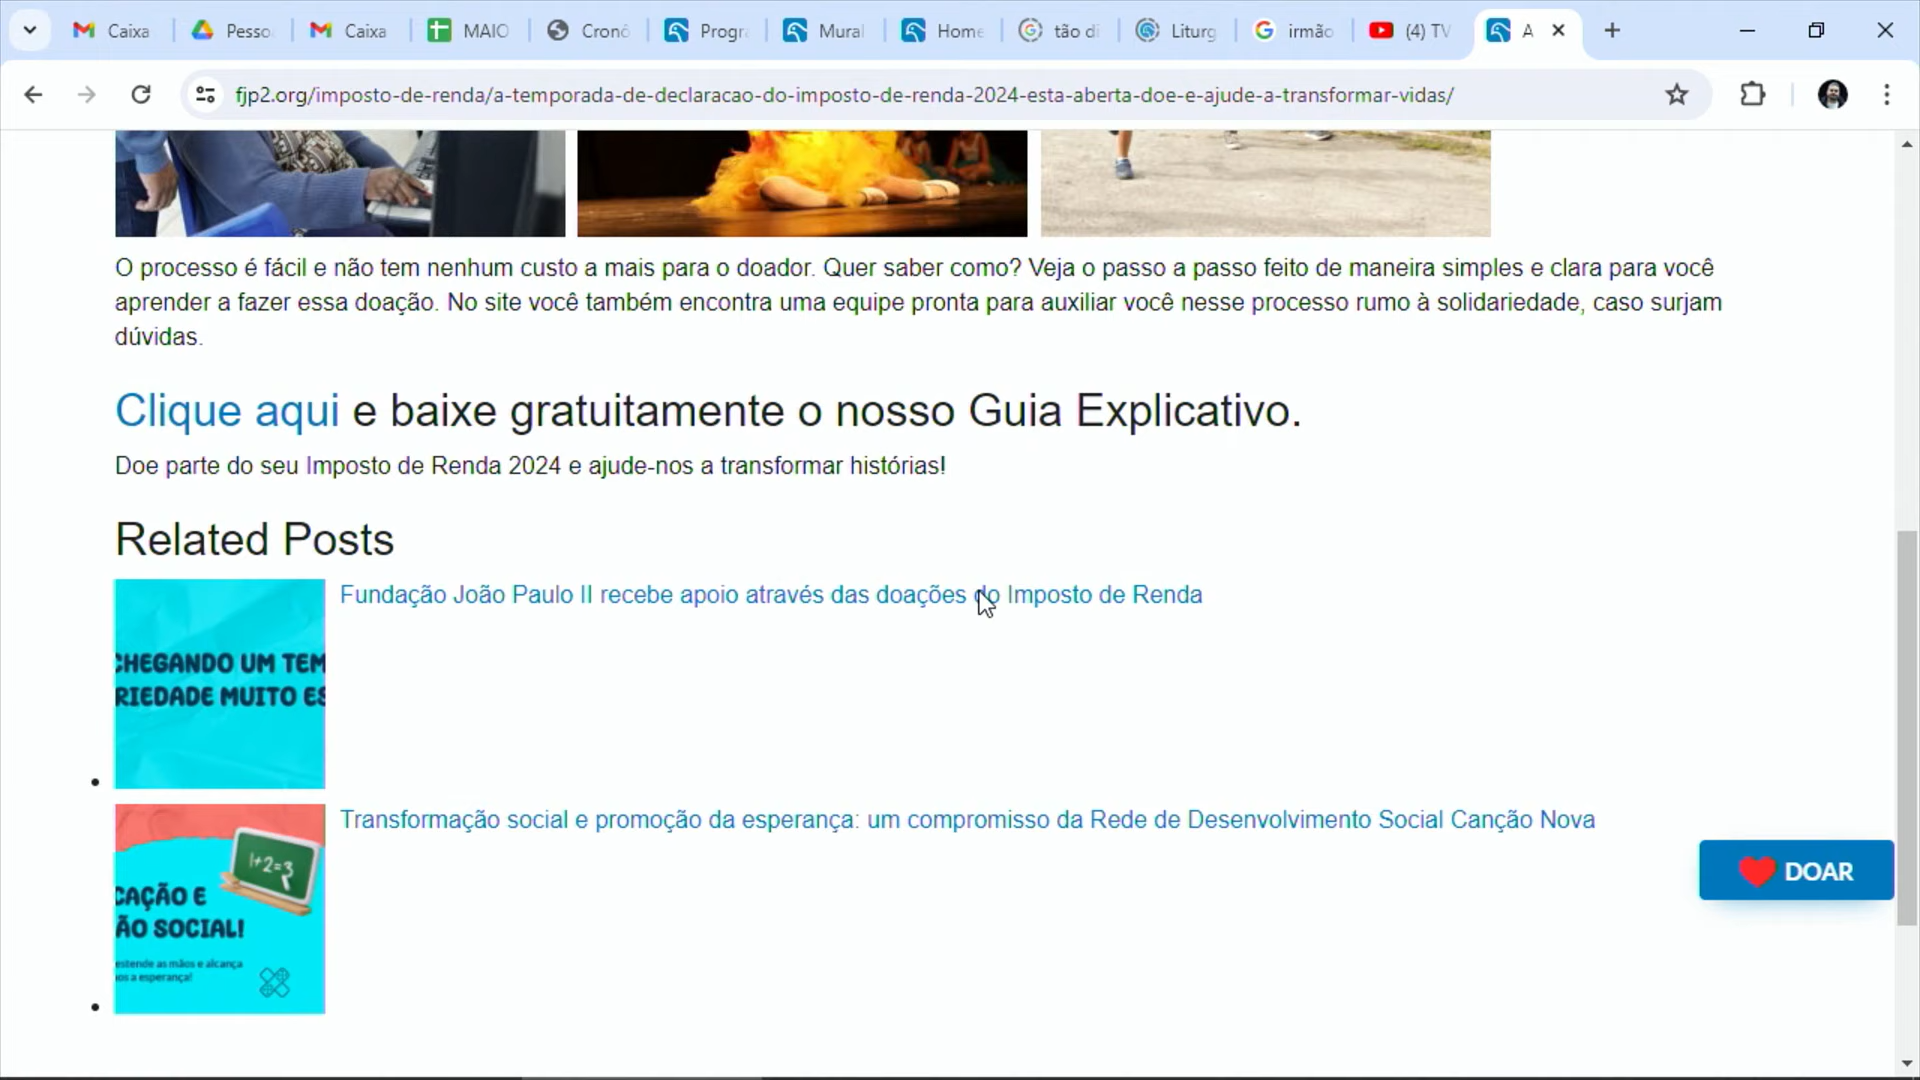 Caixa
Pesso
Caixa
MAIO
Cronô
Progra
Mural
Home
tão di
Liturg
irmão
(4) TV
A
fjp2.org/imposto-de-renda/a-temporada-de-declaracao-do-imposto-de-renda-2024-esta-aberta-doe-e-ajude-a-transformar-vidas/
O processo é fácil e não tem nenhum custo a mais para o doador. Quer saber como? Veja o passo a passo feito de maneira simples e clara para você
aprender a fazer essa doação. No site você também encontra uma equipe pronta para auxiliar você nesse processo rumo à solidariedade, caso surjam
dúvidas.
Clique aqui e baixe gratuitamente o nosso Guia Explicativo.
Doe parte do seu Imposto de Renda 2024 e ajude-nos a transformar histórias!
Related Posts
Fundação João Paulo II recebe apoio através das doações do Imposto de Renda
CHEGANDO UM TEM
RIEDADE MUITO ES
Transformação social e promoção da esperança: um compromisso da Rede de Desenvolvimento Social Canção Nova
1+2=3
CAÇÃO E
ÃO SOCIAL!
estende as mãos e alcança
nos a esperança!
DOAR